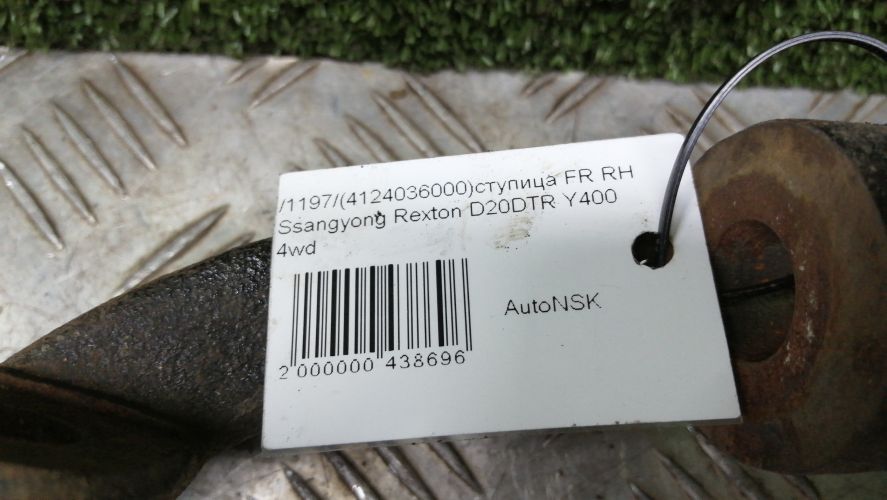 /1197/(4124036000)ступица FR RH
Ssangyong Rexton D20DTR Y400
4wd
AutoNSK
2 000000 438696